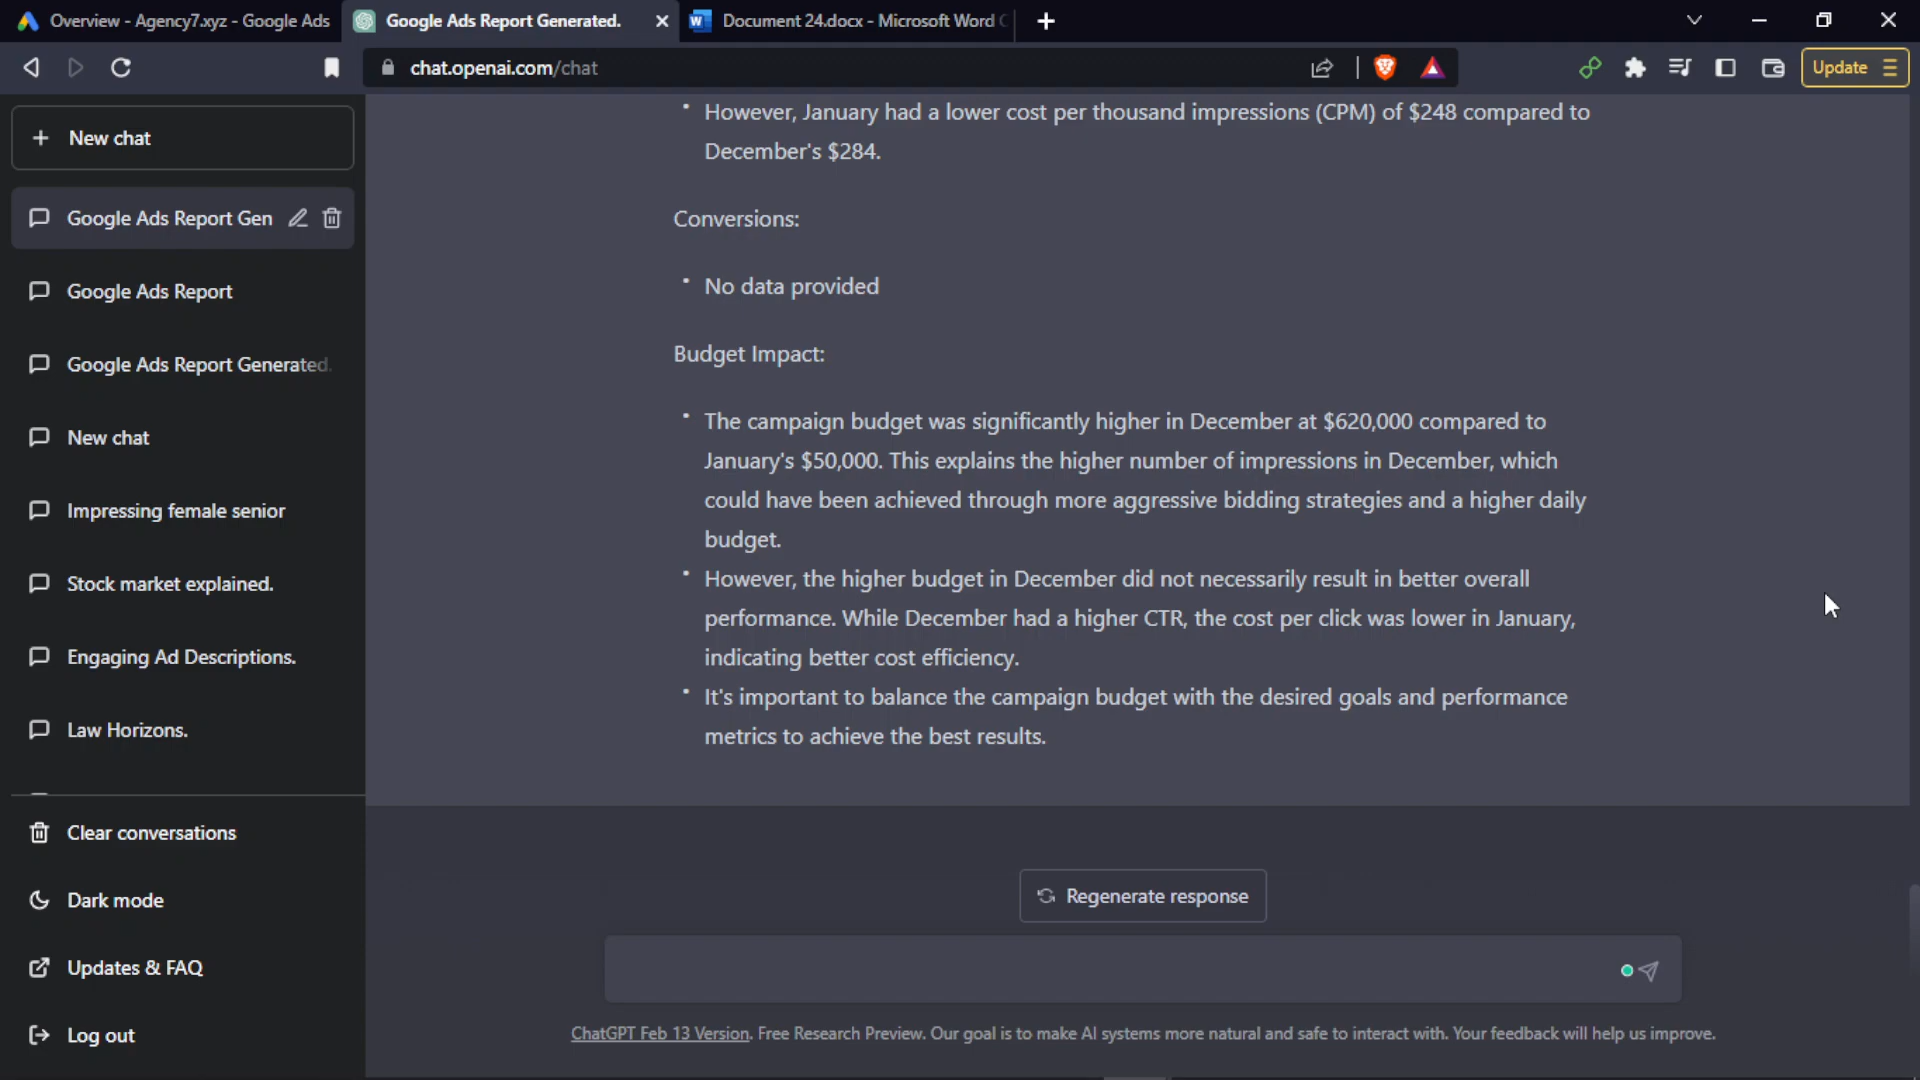 Overview - Agency7.xyz - Google Ads
Google Ads Report Generated.
Document 24.docx - Microsoft Word
chat.openai.com/chat
Update
New chat
Google Ads Report Gen
Google Ads Report
Google Ads Report Generated.
New chat
Impressing female senior
Stock market explained.
Engaging Ad Descriptions.
Law Horizons.
Clear conversations
Dark mode
Updates & FAQ
Log out
• However, January had a lower cost per thousand impressions (CPM) of $248 compared to
December's $284.
Conversions:
• No data provided
Budget Impact:
• The campaign budget was significantly higher in December at $620,000 compared to
January's $50,000. This explains the higher number of impressions in December, which
could have been achieved through more aggressive bidding strategies and a higher daily
budget.
• However, the higher budget in December did not necessarily result in better overall
performance. While December had a higher CTR, the cost per click was lower in January,
indicating better cost efficiency.
• It's important to balance the campaign budget with the desired goals and performance
metrics to achieve the best results.
Regenerate response
ChatGPT Feb 13 Version. Free Research Preview. Our goal is to make AI systems more natural and safe to interact with. Your feedback will help us improve.